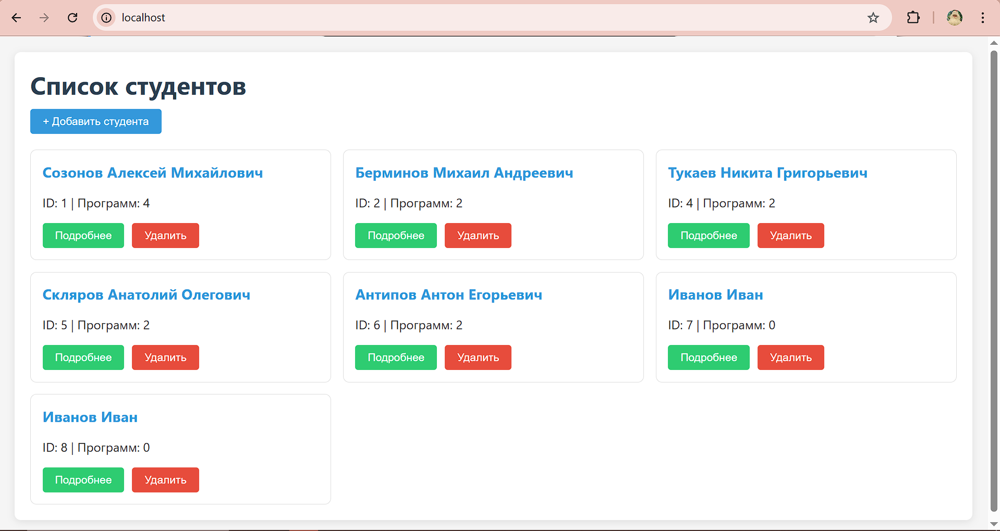 localhost
Список студентов
+ Добавить студента
Созонов Алексей Михайлович
ID: 1 | Программ: 4
Подробнее Удалить
Берминов Михаил Андреевич
ID: 2 | Программ: 2
Подробнее Удалить
Тукаев Никита Григорьевич
ID: 4 | Программ: 2
Подробнее Удалить
Скляров Анатолий Олегович
ID: 5 | Программ: 2
Подробнее Удалить
Антипов Антон Егорьевич
ID: 6 | Программ: 2
Подробнее Удалить
Иванов Иван
ID: 7 | Программ: 0
Подробнее Удалить
Иванов Иван
ID: 8 | Программ: 0
Подробнее Удалить